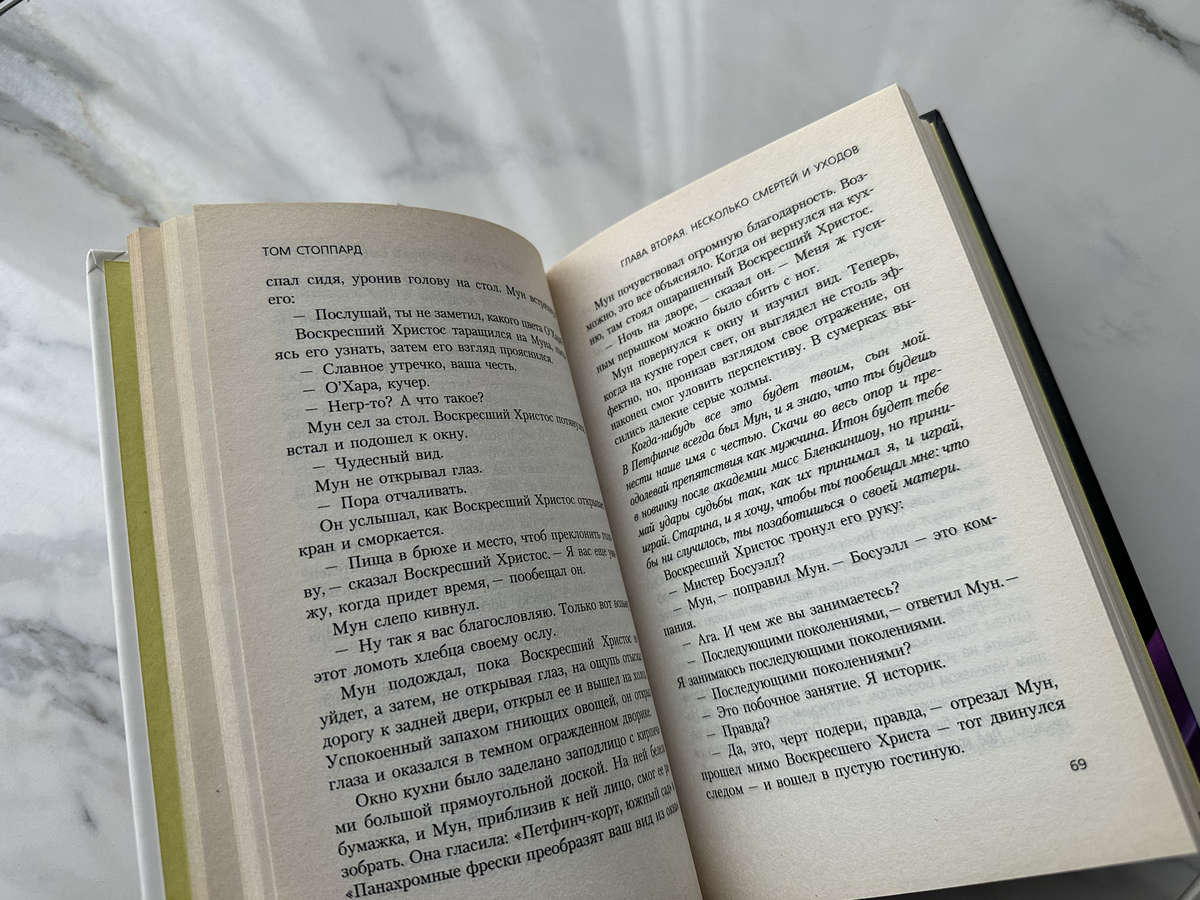 ТОМ СТОППАРД
спал сидя, уронив голову на стол. Мун
его:
— Послушай, ты не заметил, какого цвета
Воскресший Христос таращился на Муна,
ясь его узнать, затем его взгляд прояснился.
— Славное утречко, ваша честь.
— О’Хара, кучер.
— Негр-то? А что такое?
Мун сел за стол. Воскресший Христос
встал и подошел к окну.
— Чудесный вид.
Мун не открывал глаз.
— Пора отчаливать.
Он услышал, как Воскресший Христос
кран и сморкается.
— Пища в брюхе и место, чтоб преклонить
ву, — сказал Воскресший Христос. — Я вас еще
жу, когда придет время, — пообещал он.
Мун слепо кивнул.
— Ну так я вас благословляю. Только вот
этот ломоть хлебца своему ослу.
Мун подождал, пока Воскресший Христос
уйдет, а затем, не открывая глаз, на ощупь
дорогу к задней двери, открыл ее и вышел на
Успокоенный запахом гниющих овощей, он
глаза и оказался в темном огражденном дворике.
Окно кухни было заделано заподлицо с
ми большой прямоугольной доской. На ней
бумажка, и Мун, приблизив к ней лицо, смог ее
зобрать. Она гласила: «Петфинч-корт, южный
«Панахромные фрески преобразят ваш вид из
ГЛАВА ВТОРАЯ. НЕСКОЛЬКО СМЕРТЕЙ И УХОДОВ
Мун почувствовал огромную благодарность. Воз-
можно, это все объясняло. Когда он вернулся на кух-
ню, там стоял ошарашенный Воскресший Христос.
— Ночь на дворе, — сказал он. — Меня ж гуси-
ным перышком можно было сбить с ног.
Мун повернулся к окну и изучил вид. Теперь,
когда на кухне горел свет, он выглядел не столь эф-
фектно, но, пронизав взглядом свое отражение, он
наконец смог уловить перспективу. В сумерках вы-
сились далекие серые холмы.
Когда-нибудь все это будет твоим, сын мой.
В Петфинче всегда был Мун, и я знаю, что ты будешь
нести наше имя с честью. Скачи во весь опор и пре-
одолевай препятствия как мужчина. Итон будет тебе
в новинку после академии мисс Бленкиншоу, но прини-
май удары судьбы так, как их принимал я, и играй,
играй. Старина, и я хочу, чтобы ты пообещал мне: что
бы ни случилось, ты позаботишься о своей матери.
Воскресший Христос тронул его руку:
— Мистер Босуэлл?
— Мун, — поправил Мун. — Босуэлл — это ком-
пания.
— Ага. И чем же вы занимаетесь?
— Последующими поколениями, — ответил Мун. —
Я занимаюсь последующими поколениями.
— Последующими поколениями?
— Это побочное занятие. Я историк.
— Правда?
— Да, это, черт подери, правда, — отрезал Мун,
прошел мимо Воскресшего Христа — тот двинулся
следом — и вошел в пустую гостиную.
69